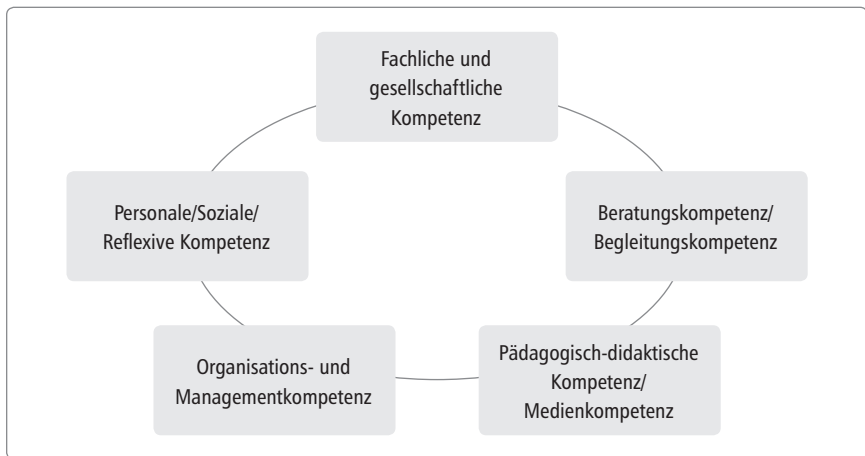 Fachliche und
gesellschaftliche
Kompetenz
Personale/Soziale/
Reflexive Kompetenz
Beratungskompetenz/
Begleitungskompetenz
Organisations- und
Managementkompetenz
Pädagogisch-didaktische
Kompetenz/
Medienkompetenz